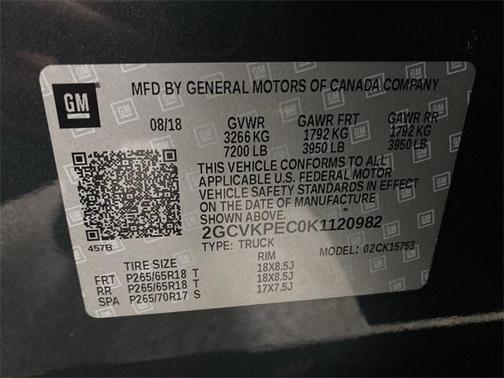 GM
MFD BY GENERAL MOTORS OF CANADA COMPANY
08/18 GVWR GAWR FRT GAWR RR
3266 KG 1792 KG 1792 KG
7200 LB 3950 LB 3950 LB
THIS VEHICLE CONFORMS TO ALL
APPLICABLE U.S. FEDERAL MOTOR
VEHICLE SAFETY STANDARDS IN EFFECT
ON THE DATE OF MANUFACTURE
SHOWN ABOVE.
2GCVKPEC0K1120982
457B TYPE: TRUCK MODEL: 02CK15753
TIRE SIZE RIM
FRT P265/65R18 T 18X8.5J
RR P265/65R18 T 18X8.5J
SPA P265/70R17 S 17X7.5J